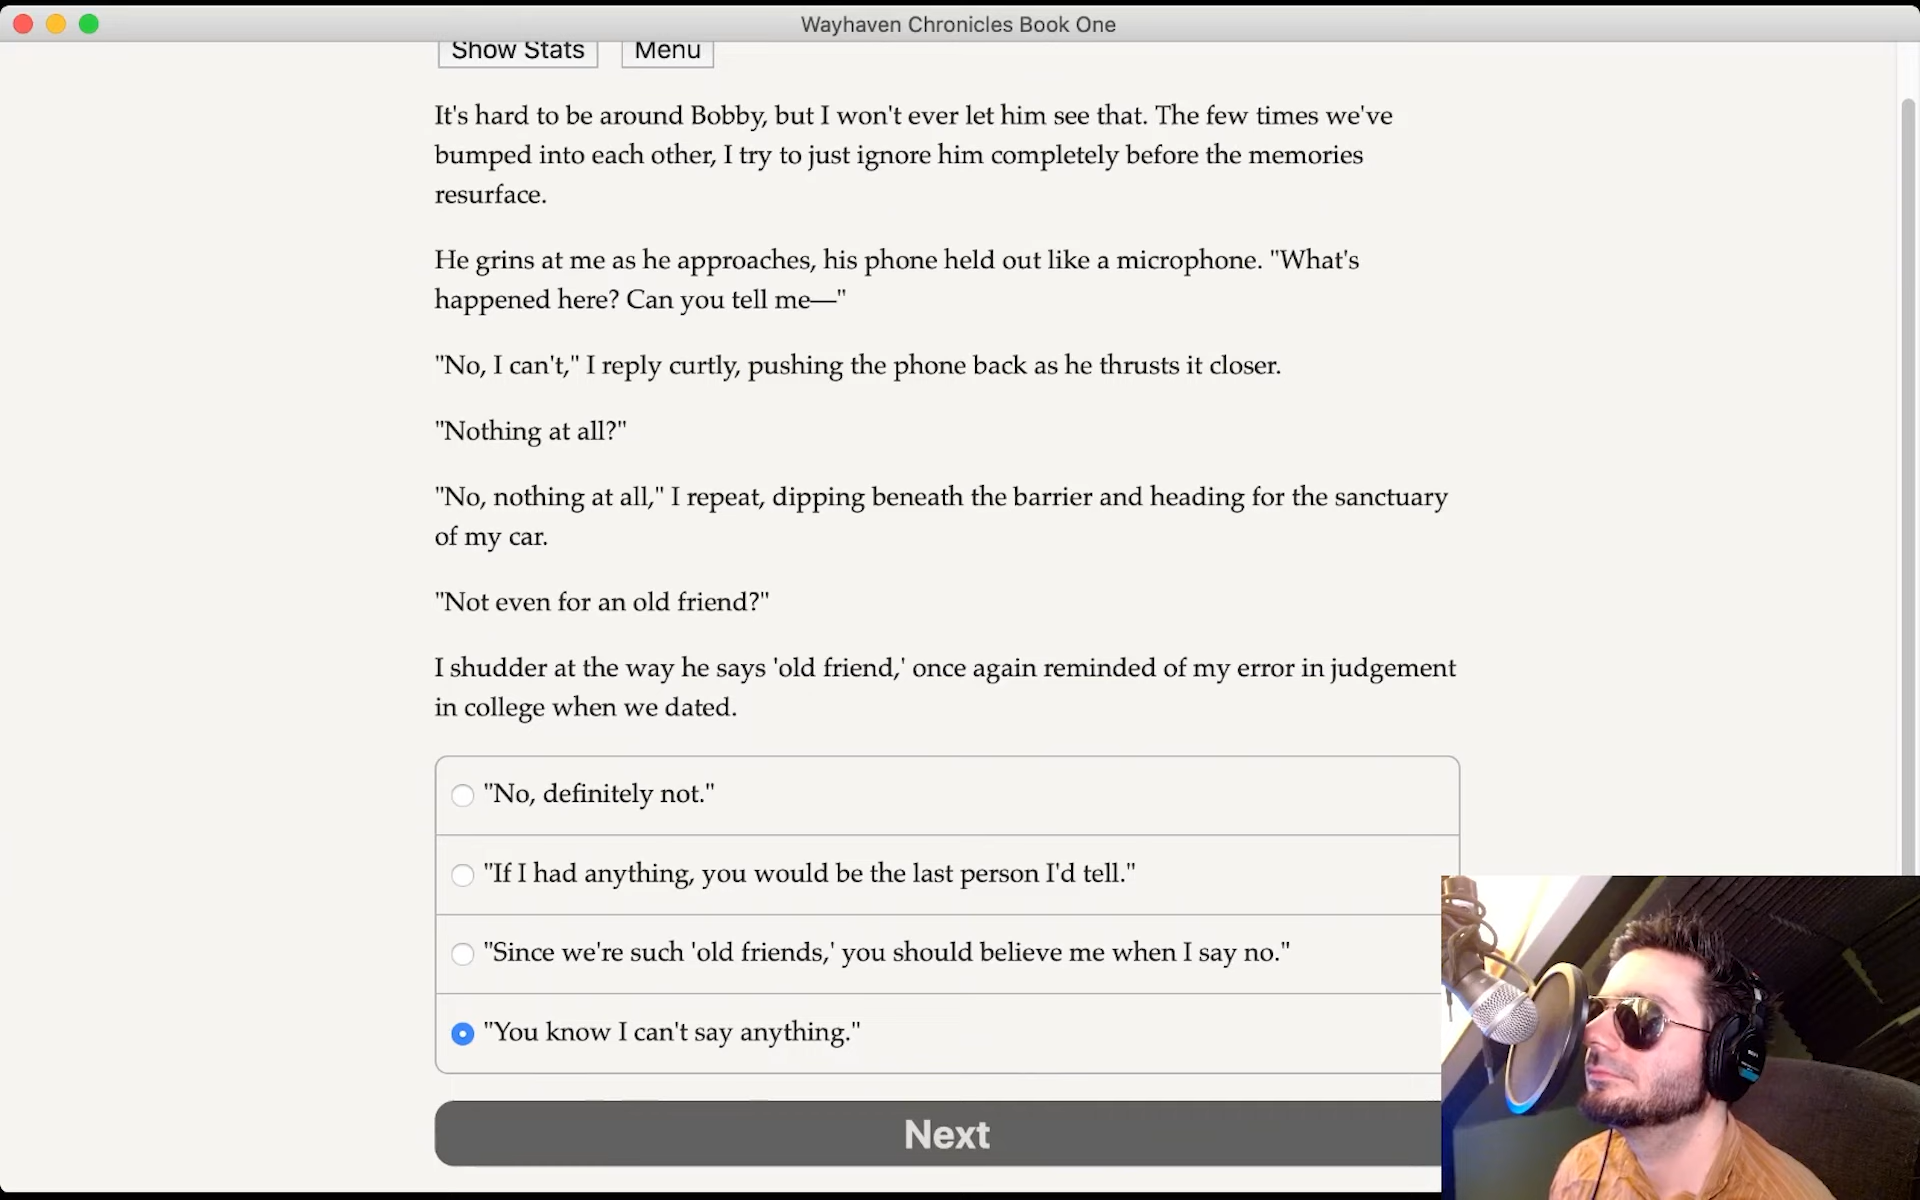 Wayhaven Chronicles Book One
Show Stats Menu
It's hard to be around Bobby, but I won't ever let him see that. The few times we've
bumped into each other, I try to just ignore him completely before the memories
resurface.
He grins at me as he approaches, his phone held out like a microphone. "What's
happened here? Can you tell me—"
"No, I can't," I reply curtly, pushing the phone back as he thrusts it closer.
"Nothing at all?"
"No, nothing at all," I repeat, dipping beneath the barrier and heading for the sanctuary
of my car.
"Not even for an old friend?"
I shudder at the way he says 'old friend,' once again reminded of my error in judgement
in college when we dated.
"No, definitely not."
"If I had anything, you would be the last person I'd tell."
"Since we're such 'old friends,' you should believe me when I say no."
"You know I can't say anything."
Next